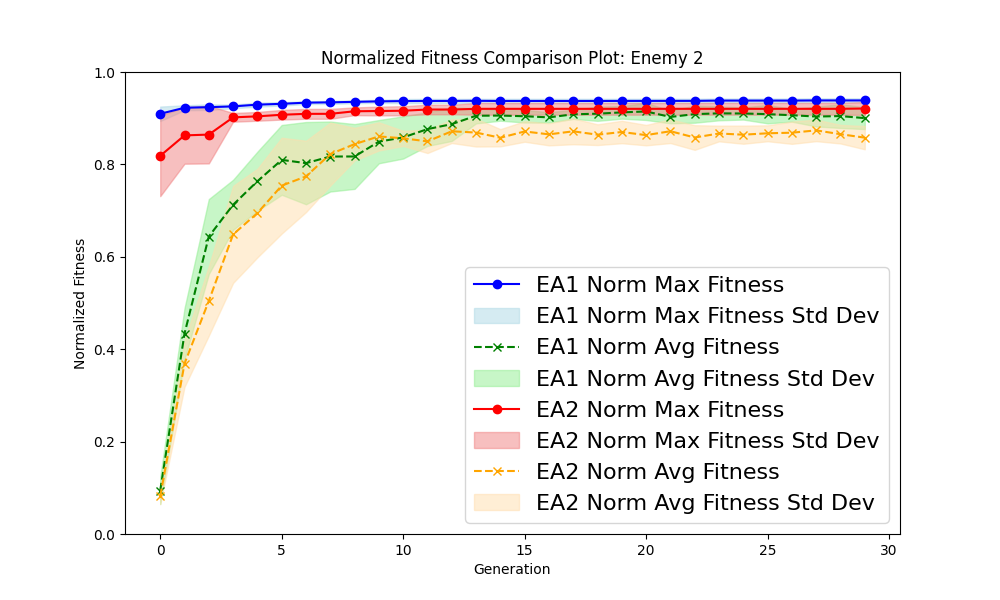 Normalized Fitness Comparison Plot: Enemy 2
1.0
0.8
0.6
0.4
0.2
0.0
Normalized Fitness
EA1 Norm Max Fitness
EA1 Norm Max Fitness Std Dev
EA1 Norm Avg Fitness
EA1 Norm Avg Fitness Std Dev
EA2 Norm Max Fitness
EA2 Norm Max Fitness Std Dev
EA2 Norm Avg Fitness
EA2 Norm Avg Fitness Std Dev
0 5 10 15 20 25 30
Generation